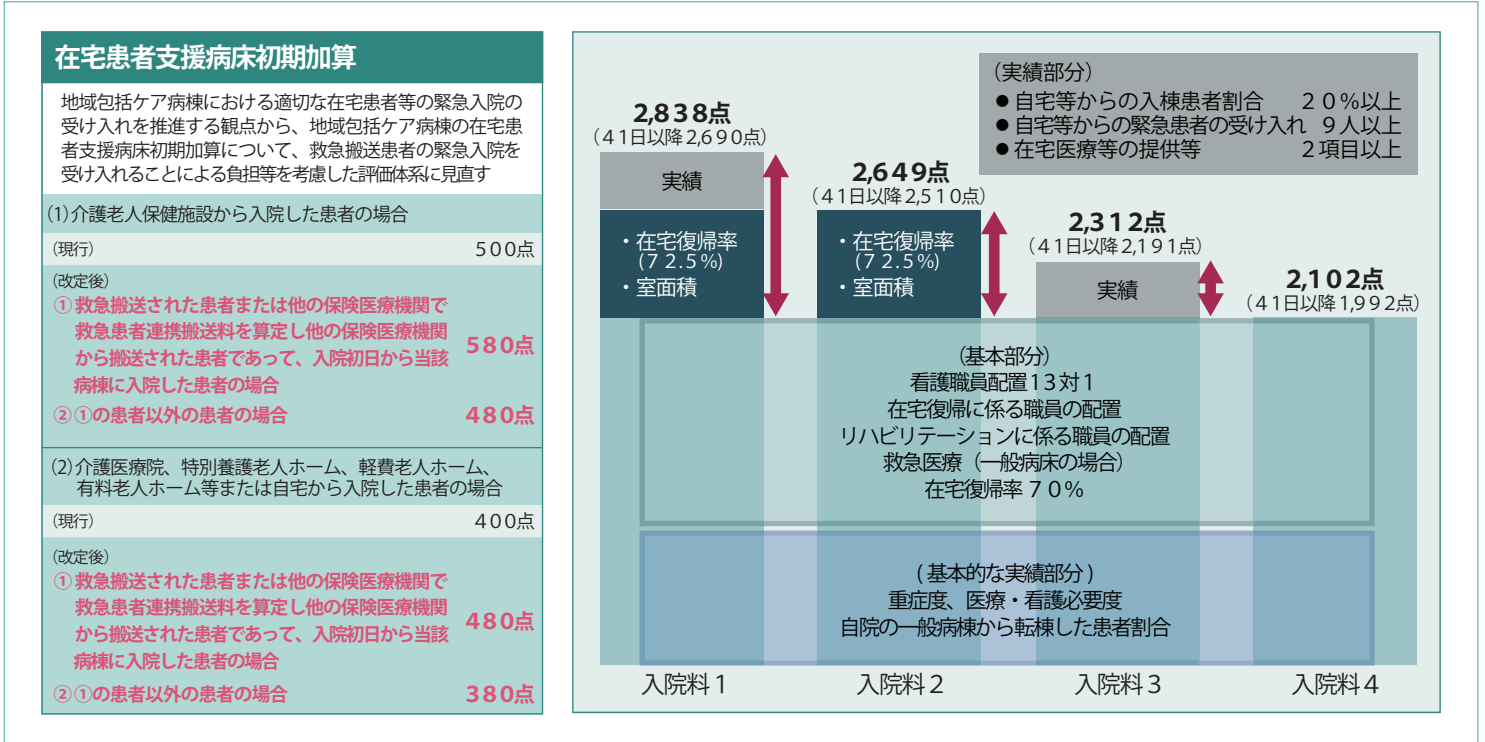 在宅患者支援病床初期加算
地域包括ケア病棟における適切な在宅患者等の緊急入院の
受け入れを推進する観点から、地域包括ケア病棟の在宅患
者支援病床初期加算について、救急搬送患者の緊急入院を
受け入れることによる負担等を考慮した評価体系に見直す
(1)介護老人保健施設から入院した患者の場合
(現行) 500点
(改定後)
①救急搬送された患者または他の保険医療機関で
救急患者連携搬送料を算定し他の保険医療機関
から搬送された患者であって、入院初日から当該
病棟に入院した患者の場合
580点
②①の患者以外の患者の場合 480点
(2)介護医療院、特別養護老人ホーム、軽費老人ホーム、
有料老人ホーム等または自宅から入院した患者の場合
(現行) 400点
(改定後)
①救急搬送された患者または他の保険医療機関で
救急患者連携搬送料を算定し他の保険医療機関
から搬送された患者であって、入院初日から当該
病棟に入院した患者の場合
480点
②①の患者以外の患者の場合 380点
(実績部分)
●自宅等からの入棟患者割合 20%以上
●自宅等からの緊急患者の受け入れ 9人以上
●在宅医療等の提供等 2項目以上
2,838点
(41日以降2,690点)
実績
・在宅復帰率
(72.5%)
・室面積
2,649点
(41日以降2,510点)
・在宅復帰率
(72.5%)
・室面積
2,312点
(41日以降2,191点)
実績
2,102点
(41日以降1,992点)
(基本部分)
看護職員配置13対1
在宅復帰に係る職員の配置
リハビリテーションに係る職員の配置
救急医療（一般病床の場合）
在宅復帰率70%
(基本的な実績部分)
重症度、医療・看護必要度
自院の一般病棟から転棟した患者割合
入院料1 入院料2 入院料3 入院料4